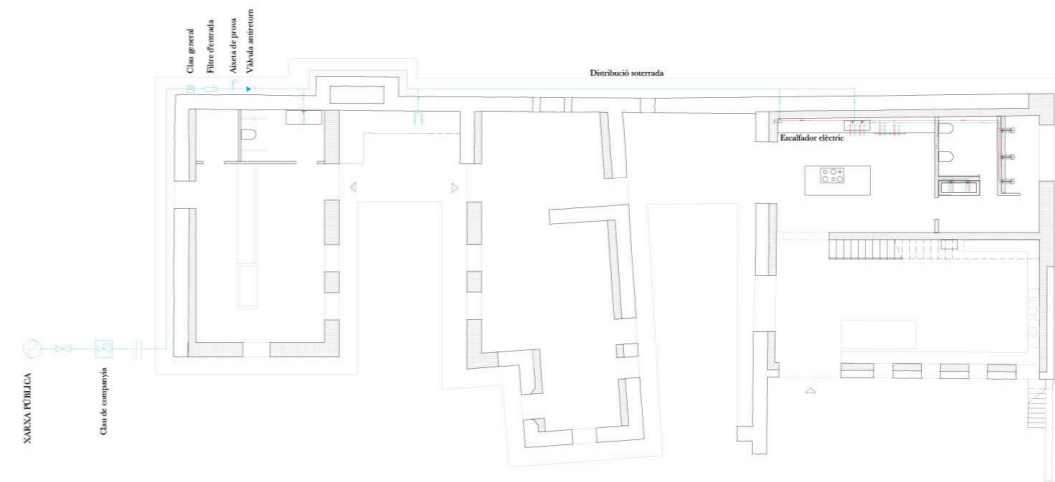 Clau general
Filtre d'entrada
Aixeta de prova
Vàlvula antiretorn
Distribució soterrada
Escalfador elèctric
XARXA PÚBLICA
Clau de companyia